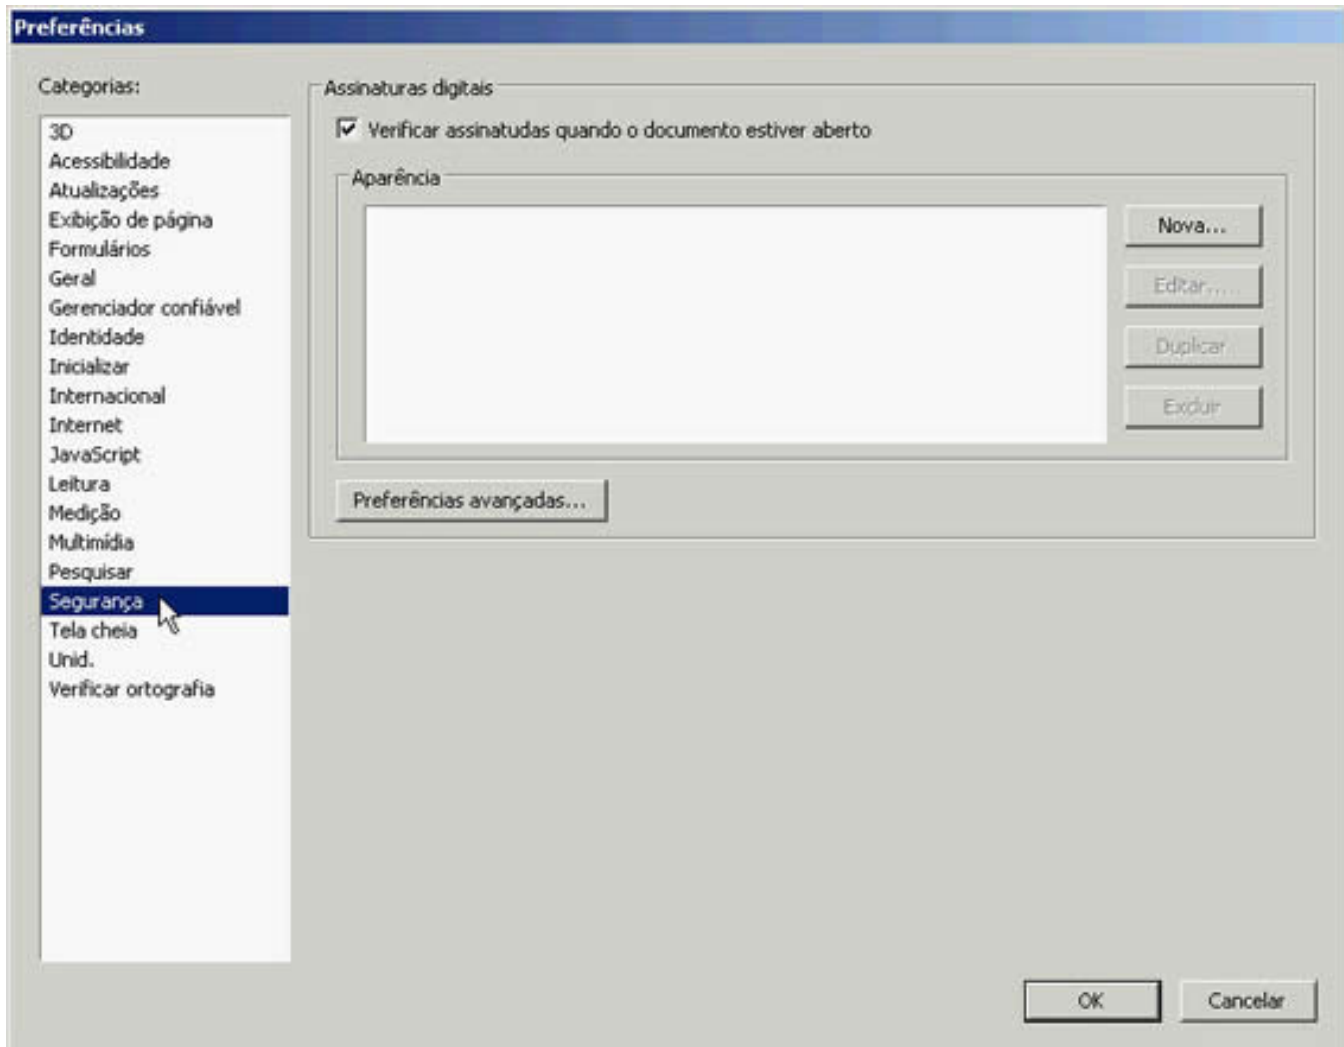 Preferências
Categorias:
3D
Acessibilidade
Atualizações
Exibição de página
Formulários
Geral
Gerenciador confiável
Identidade
Inicializar
Internacional
Internet
JavaScript
Leitura
Medição
Multimídia
Pesquisar
Segurança
Tela cheia
Unid.
Verificar ortografia
Assinaturas digitais
Verificar assinatudas quando o documento estiver aberto
Aparência
Nova...
Editar....
Duplicar
Excluir
Preferências avançadas...
OK
Cancelar